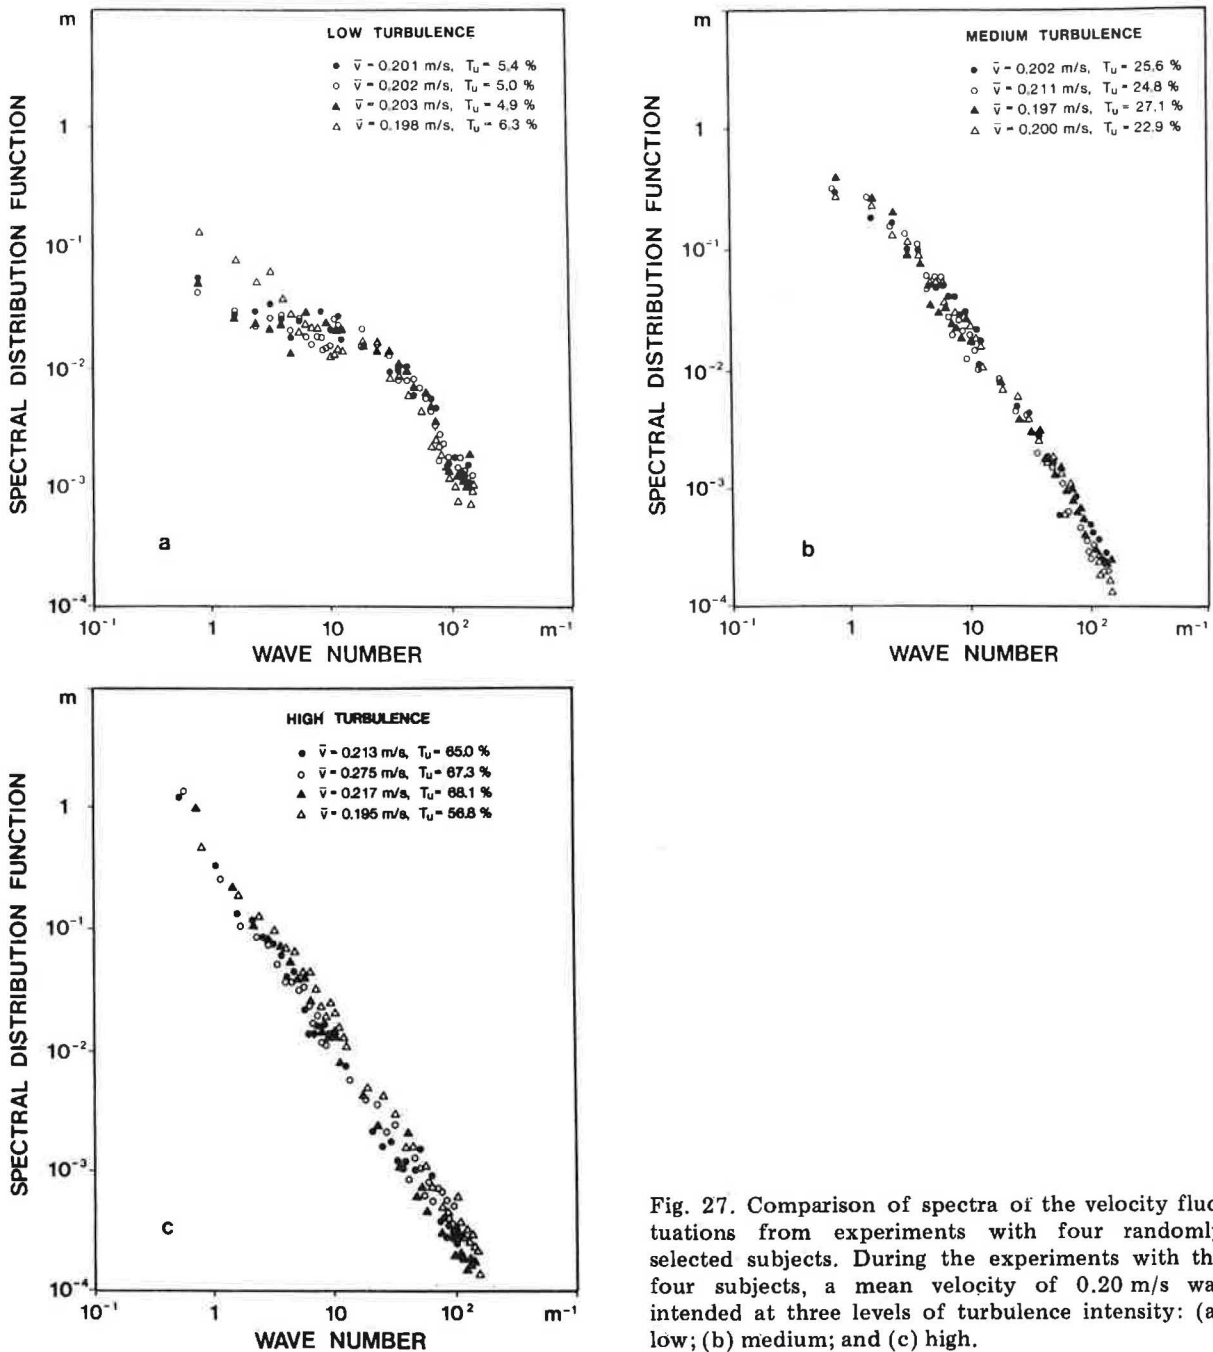 m
LOW TURBULENCE
● v̄ = 0.201 m/s, Tᵤ = 5.4 %
○ v̄ = 0.202 m/s, Tᵤ = 5.0 %
▲ v̄ = 0.203 m/s, Tᵤ = 4.9 %
△ v̄ = 0.198 m/s, Tᵤ = 6.3 %
SPECTRAL DISTRIBUTION FUNCTION
1
10⁻¹
10⁻²
10⁻³
10⁻⁴
a
10⁻¹ 1 10 10² m⁻¹
WAVE NUMBER
m
MEDIUM TURBULENCE
● v̄ = 0.202 m/s, Tᵤ = 25.6 %
○ v̄ = 0.211 m/s, Tᵤ = 24.8 %
▲ v̄ = 0.197 m/s, Tᵤ = 27.1 %
△ v̄ = 0.200 m/s, Tᵤ = 22.9 %
SPECTRAL DISTRIBUTION FUNCTION
1
10⁻¹
10⁻²
10⁻³
10⁻⁴
b
10⁻¹ 1 10 10² m⁻¹
WAVE NUMBER
m
HIGH TURBULENCE
● v̄ = 0.213 m/s, Tᵤ = 65.0 %
○ v̄ = 0.275 m/s, Tᵤ = 67.3 %
▲ v̄ = 0.217 m/s, Tᵤ = 68.1 %
△ v̄ = 0.195 m/s, Tᵤ = 56.8 %
SPECTRAL DISTRIBUTION FUNCTION
1
10⁻¹
10⁻²
10⁻³
10⁻⁴
c
10⁻¹ 1 10 10² m⁻¹
WAVE NUMBER
Fig. 27. Comparison of spectra of the velocity fluc
tuations from experiments with four randoml
selected subjects. During the experiments with th
four subjects, a mean velocity of 0.20 m/s wa
intended at three levels of turbulence intensity: (a
low; (b) medium; and (c) high.